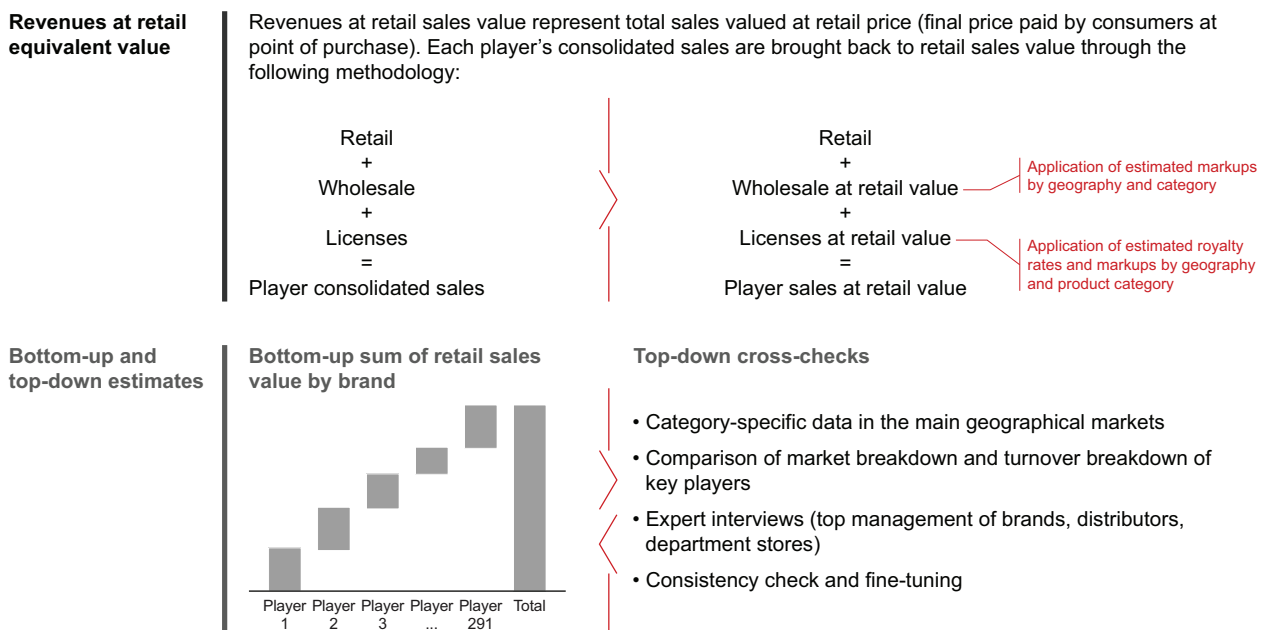 Revenues at retail
equivalent value
Revenues at retail sales value represent total sales valued at retail price (final price paid by consumers at
point of purchase). Each player’s consolidated sales are brought back to retail sales value through the
following methodology:
Retail
+
Wholesale
+
Licenses
=
Player consolidated sales
Retail
+
Wholesale at retail value
+
Licenses at retail value
=
Player sales at retail value
Application of estimated markups
by geography and category
Application of estimated royalty
rates and markups by geography
and product category
Bottom-up and
top-down estimates
Bottom-up sum of retail sales
value by brand
Player Player Player Player Player Total
1 2 3 ... 291
Top-down cross-checks
• Category-specific data in the main geographical markets
• Comparison of market breakdown and turnover breakdown of
key players
• Expert interviews (top management of brands, distributors,
department stores)
• Consistency check and fine-tuning